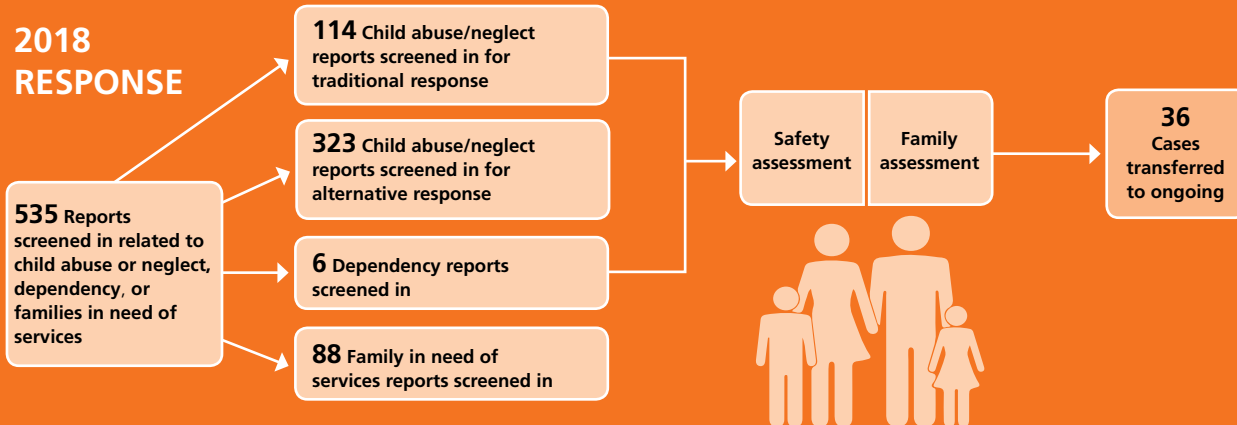 2018
RESPONSE
535 Reports
screened in related to
child abuse or neglect,
dependency, or
families in need of
services
114 Child abuse/neglect
reports screened in for
traditional response
323 Child abuse/neglect
reports screened in for
alternative response
6 Dependency reports
screened in
88 Family in need of
services reports screened in
Safety
assessment
Family
assessment
36
Cases
transferred
to ongoing